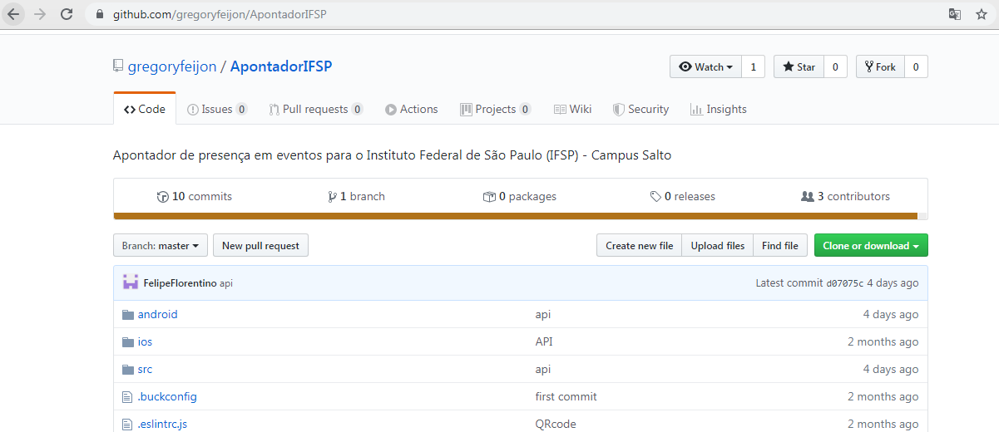 github.com/gregoryfeijon/ApontadorIFSP
gregoryfeijon / ApontadorIFSP
Watch 1 Star 0 Fork 0
Code Issues 0 Pull requests 0 Actions Projects 0 Wiki Security Insights
Apontador de presença em eventos para o Instituto Federal de São Paulo (IFSP) - Campus Salto
10 commits 1 branch 0 packages 0 releases 3 contributors
Branch: master New pull request Create new file Upload files Find file Clone or download
FelipeFlorentino api Latest commit d07075c 4 days ago
android api 4 days ago
ios API 2 months ago
src api 4 days ago
.buckconfig first commit 2 months ago
.eslintrc.js QRcode 2 months ago